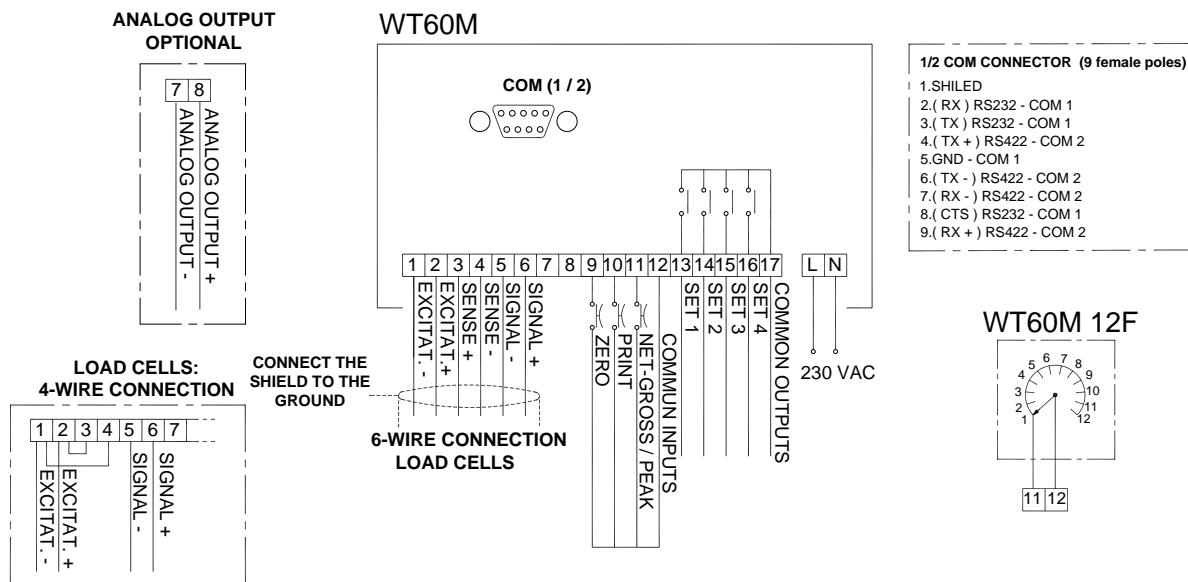 ANALOG OUTPUT
OPTIONAL
7 8
ANALOG OUTPUT -
ANALOG OUTPUT +
LOAD CELLS:
4-WIRE CONNECTION
1 2 3 4 5 6 7
EXCITAT. -
EXCITAT. +
SIGNAL -
SIGNAL +
WT60M
COM (1 / 2)
1 2 3 4 5 6 7 8 9 10 11 12 13 14 15 16 17
L N
EXCITAT. -
EXCITAT.+
SENSE +
SENSE -
SIGNAL -
SIGNAL +
ZERO
PRINT
NET-GROSS / PEAK
COMMUN INPUTS
SET 1
SET 2
SET 3
SET 4
COMMON OUTPUTS
230 VAC
CONNECT THE
SHIELD TO THE
GROUND
6-WIRE CONNECTION
LOAD CELLS
1/2 COM CONNECTOR (9 female poles)
1.SHILED
2.( RX ) RS232 - COM 1
3.( TX ) RS232 - COM 1
4.( TX + ) RS422 - COM 2
5.GND - COM 1
6.( TX - ) RS422 - COM 2
7.( RX - ) RS422 - COM 2
8.( CTS ) RS232 - COM 1
9.( RX + ) RS422 - COM 2
WT60M 12F
1
2
3
4
5
6
7
8
9
10
11
12
11 12